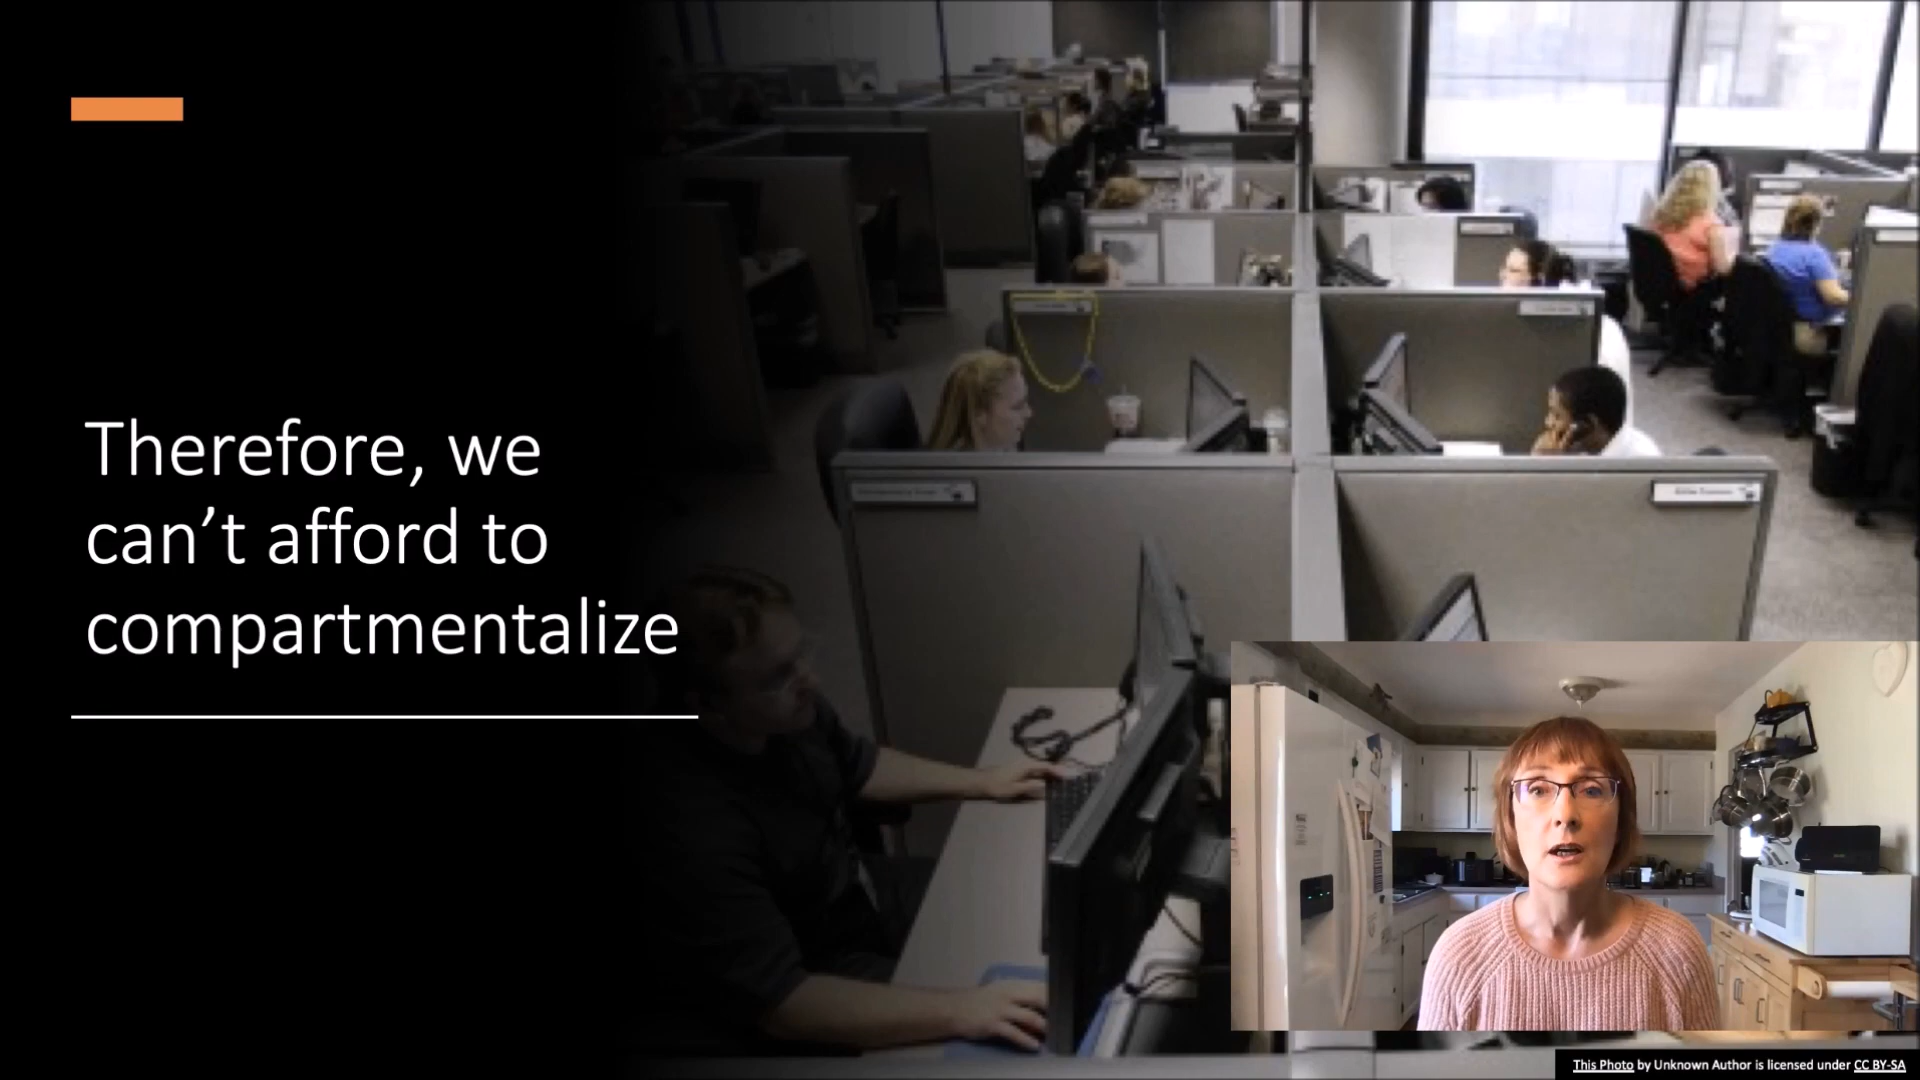 Therefore, we
can’t afford to
compartmentalize
This Photo by Unknown Author is licensed under CC BY-SA